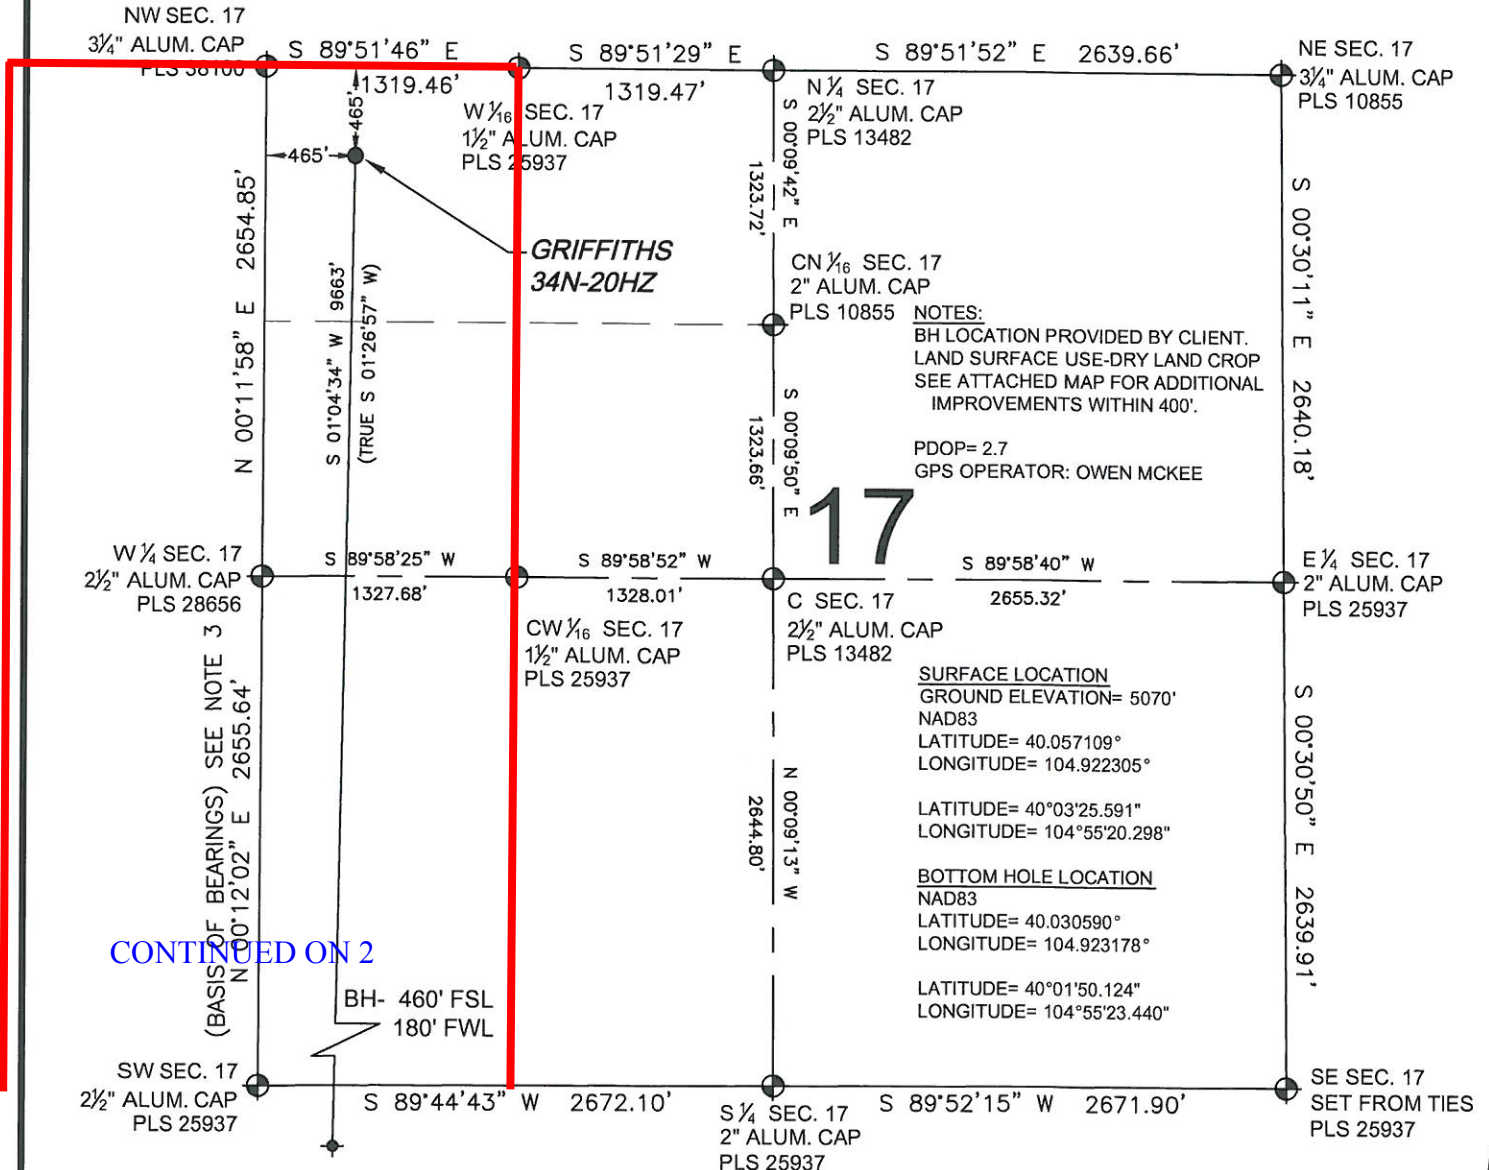 NW SEC. 17
3¼" ALUM. CAP
PLS 38100
S 89°51'46" E
1319.46'
S 89°51'29" E
1319.47'
S 89°51'52" E 2639.66'
NE SEC. 17
3¼" ALUM. CAP
PLS 10855
W 1⁄16 SEC. 17
1½" ALUM. CAP
PLS 25937
N ¼ SEC. 17
2½" ALUM. CAP
PLS 13482
465'
465'
GRIFFITHS
34N-20HZ
N 00°11'58" E 2654.85'
S 01°04'34" W 9663'
(TRUE S 01°26'57" W)
S 00°09'42" E
1323.72'
CN 1⁄16 SEC. 17
2" ALUM. CAP
PLS 10855
S 00°30'11" E 2640.18'
NOTES:
BH LOCATION PROVIDED BY CLIENT.
LAND SURFACE USE-DRY LAND CROP
SEE ATTACHED MAP FOR ADDITIONAL
IMPROVEMENTS WITHIN 400'.
PDOP= 2.7
GPS OPERATOR: OWEN MCKEE
S 00°09'50" E
1323.66'
17
W ¼ SEC. 17
2½" ALUM. CAP
PLS 28656
S 89°58'25" W
1327.68'
S 89°58'52" W
1328.01'
S 89°58'40" W
2655.32'
E ¼ SEC. 17
2" ALUM. CAP
PLS 25937
CW 1⁄16 SEC. 17
1½" ALUM. CAP
PLS 25937
C SEC. 17
2½" ALUM. CAP
PLS 13482
(BASIS OF BEARINGS) SEE NOTE 3
N 00°12'02" E 2655.64'
N 00°09'13" W
2644.80'
SURFACE LOCATION
GROUND ELEVATION= 5070'
NAD83
LATITUDE= 40.057109°
LONGITUDE= 104.922305°
LATITUDE= 40°03'25.591"
LONGITUDE= 104°55'20.298"
BOTTOM HOLE LOCATION
NAD83
LATITUDE= 40.030590°
LONGITUDE= 104.923178°
LATITUDE= 40°01'50.124"
LONGITUDE= 104°55'23.440"
S 00°30'50" E 2639.91'
CONTINUED ON 2
BH- 460' FSL
180' FWL
SW SEC. 17
2½" ALUM. CAP
PLS 25937
S 89°44'43" W 2672.10'
S ¼ SEC. 17
2" ALUM. CAP
PLS 25937
S 89°52'15" W 2671.90'
SE SEC. 17
SET FROM TIES
PLS 25937